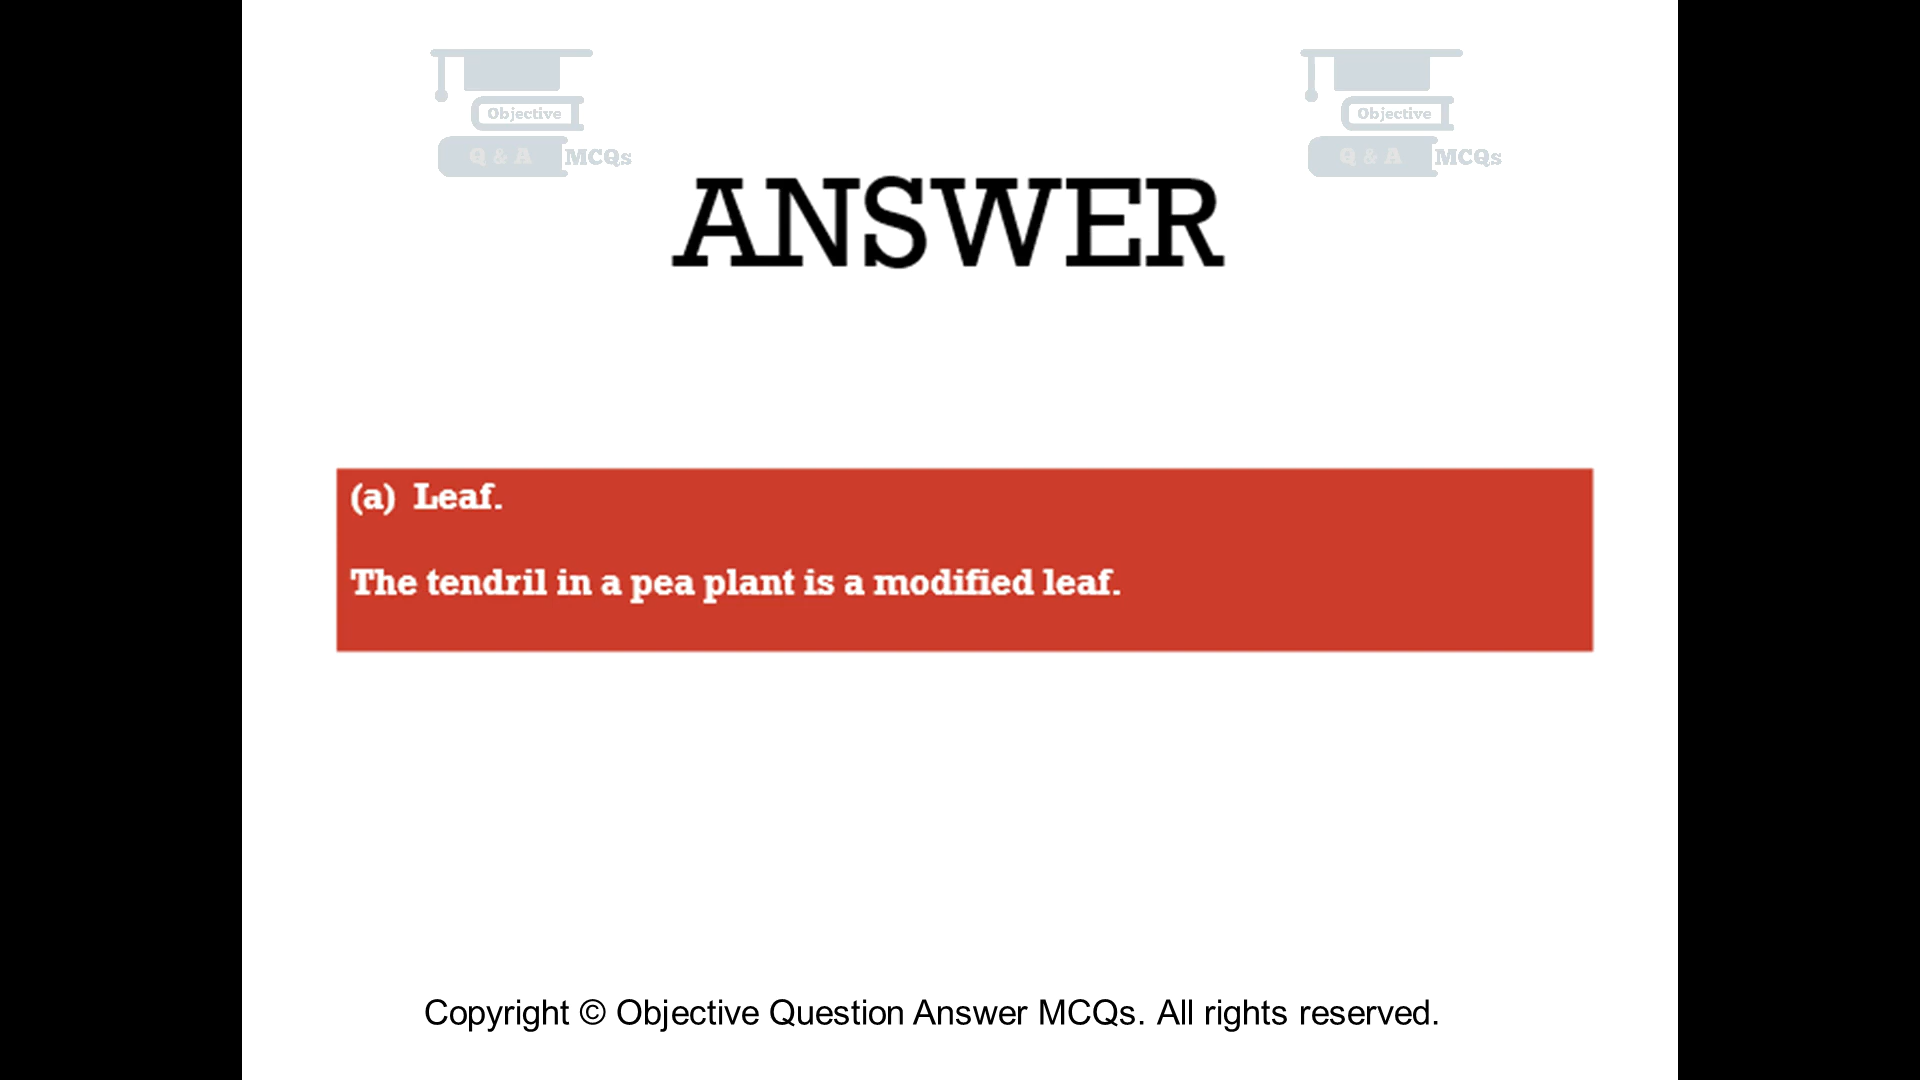 Objective
Q & A MCQs
Objective
Q & A MCQs
ANSWER
(a) Leaf.
The tendril in a pea plant is a modified leaf.
Copyright © Objective Question Answer MCQs. All rights reserved.